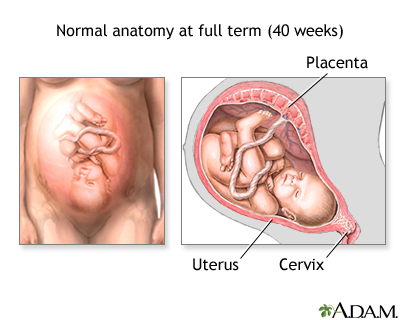 Normal anatomy at full term (40 weeks)
Placenta
Uterus
Cervix
A.D.A.M.